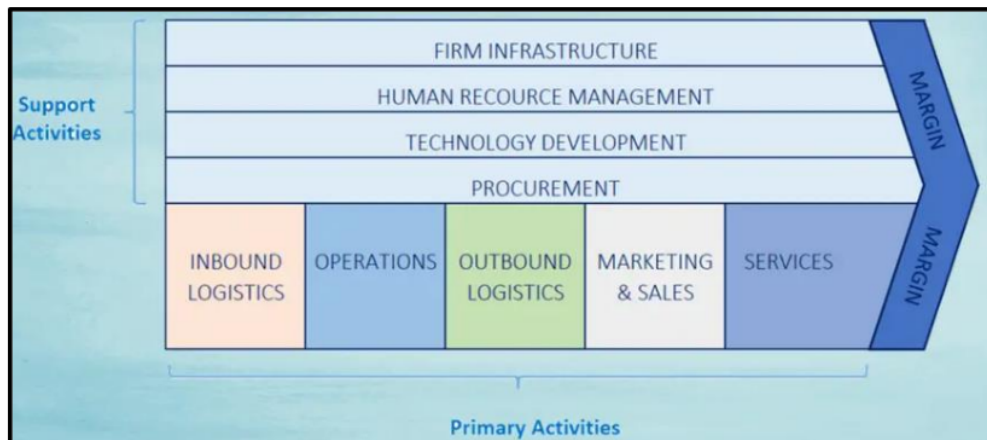 FIRM INFRASTRUCTURE
Support
Activities
HUMAN RECOURCE MANAGEMENT
TECHNOLOGY DEVELOPMENT
PROCUREMENT
MARGIN
INBOUND
LOGISTICS
OPERATIONS
OUTBOUND
LOGISTICS
MARKETING
& SALES
SERVICES
MARGIN
Primary Activities